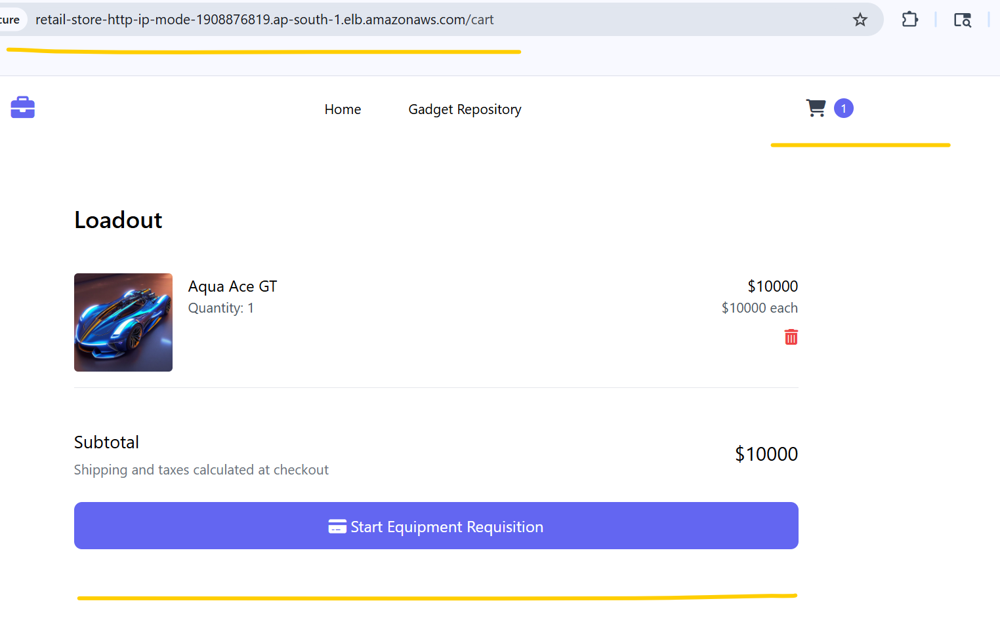 cure retail-store-http-ip-mode-1908876819.ap-south-1.elb.amazonaws.com/cart
Home Gadget Repository 1
Loadout
Aqua Ace GT $10000
Quantity: 1 $10000 each
Subtotal
$10000
Shipping and taxes calculated at checkout
Start Equipment Requisition